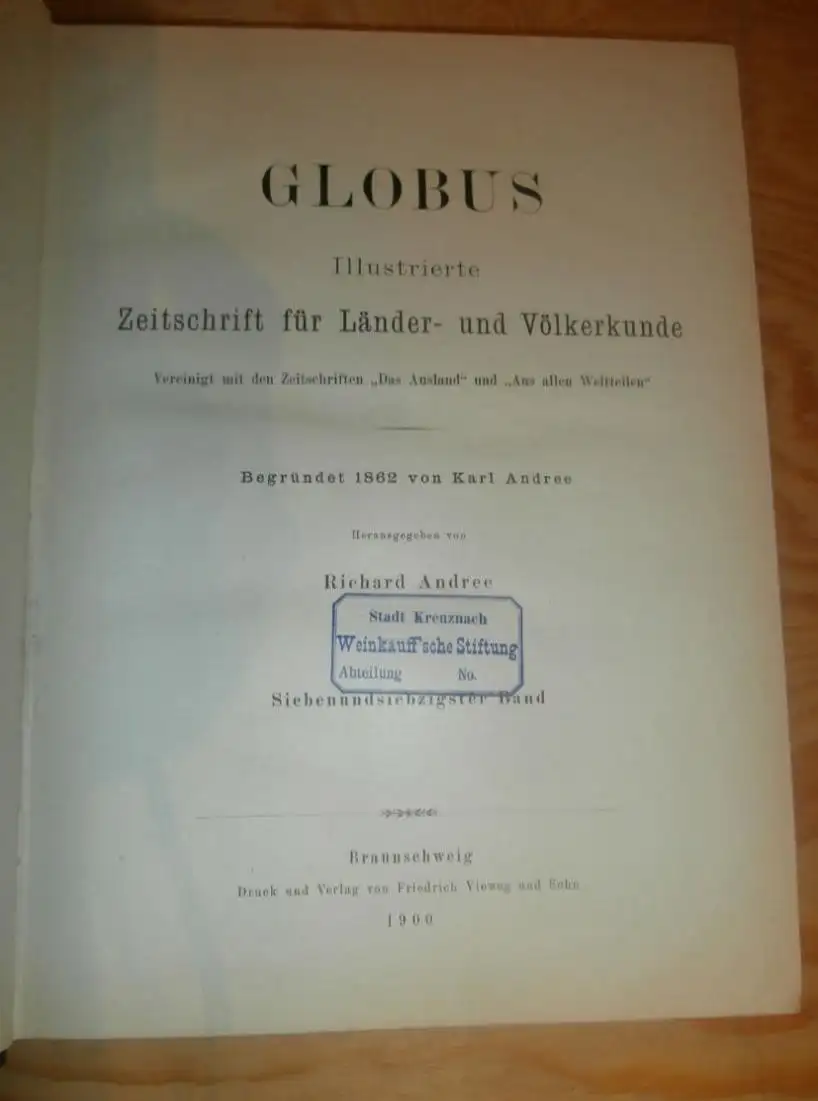 GLOBUS
Illustrierte
Zeitschrift für Länder- und Völkerkunde
Vereinigt mit den Zeitschriften „Das Ausland“ und „Aus allen Weltteilen“
Begründet 1862 von Karl Andree
Herausgegeben von
Richard Andree
Stadt Kreuznach
Weinkauff'sche Stiftung
Abteilung No.
Siebenundsiebzigster Band
Braunschweig
Druck und Verlag von Friedrich Vieweg und Sohn
1900